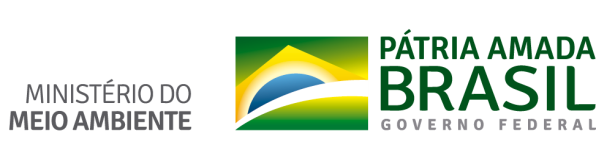 MINISTÉRIO DO
MEIO AMBIENTE
PÁTRIA AMADA
BRASIL
GOVERNO FEDERAL